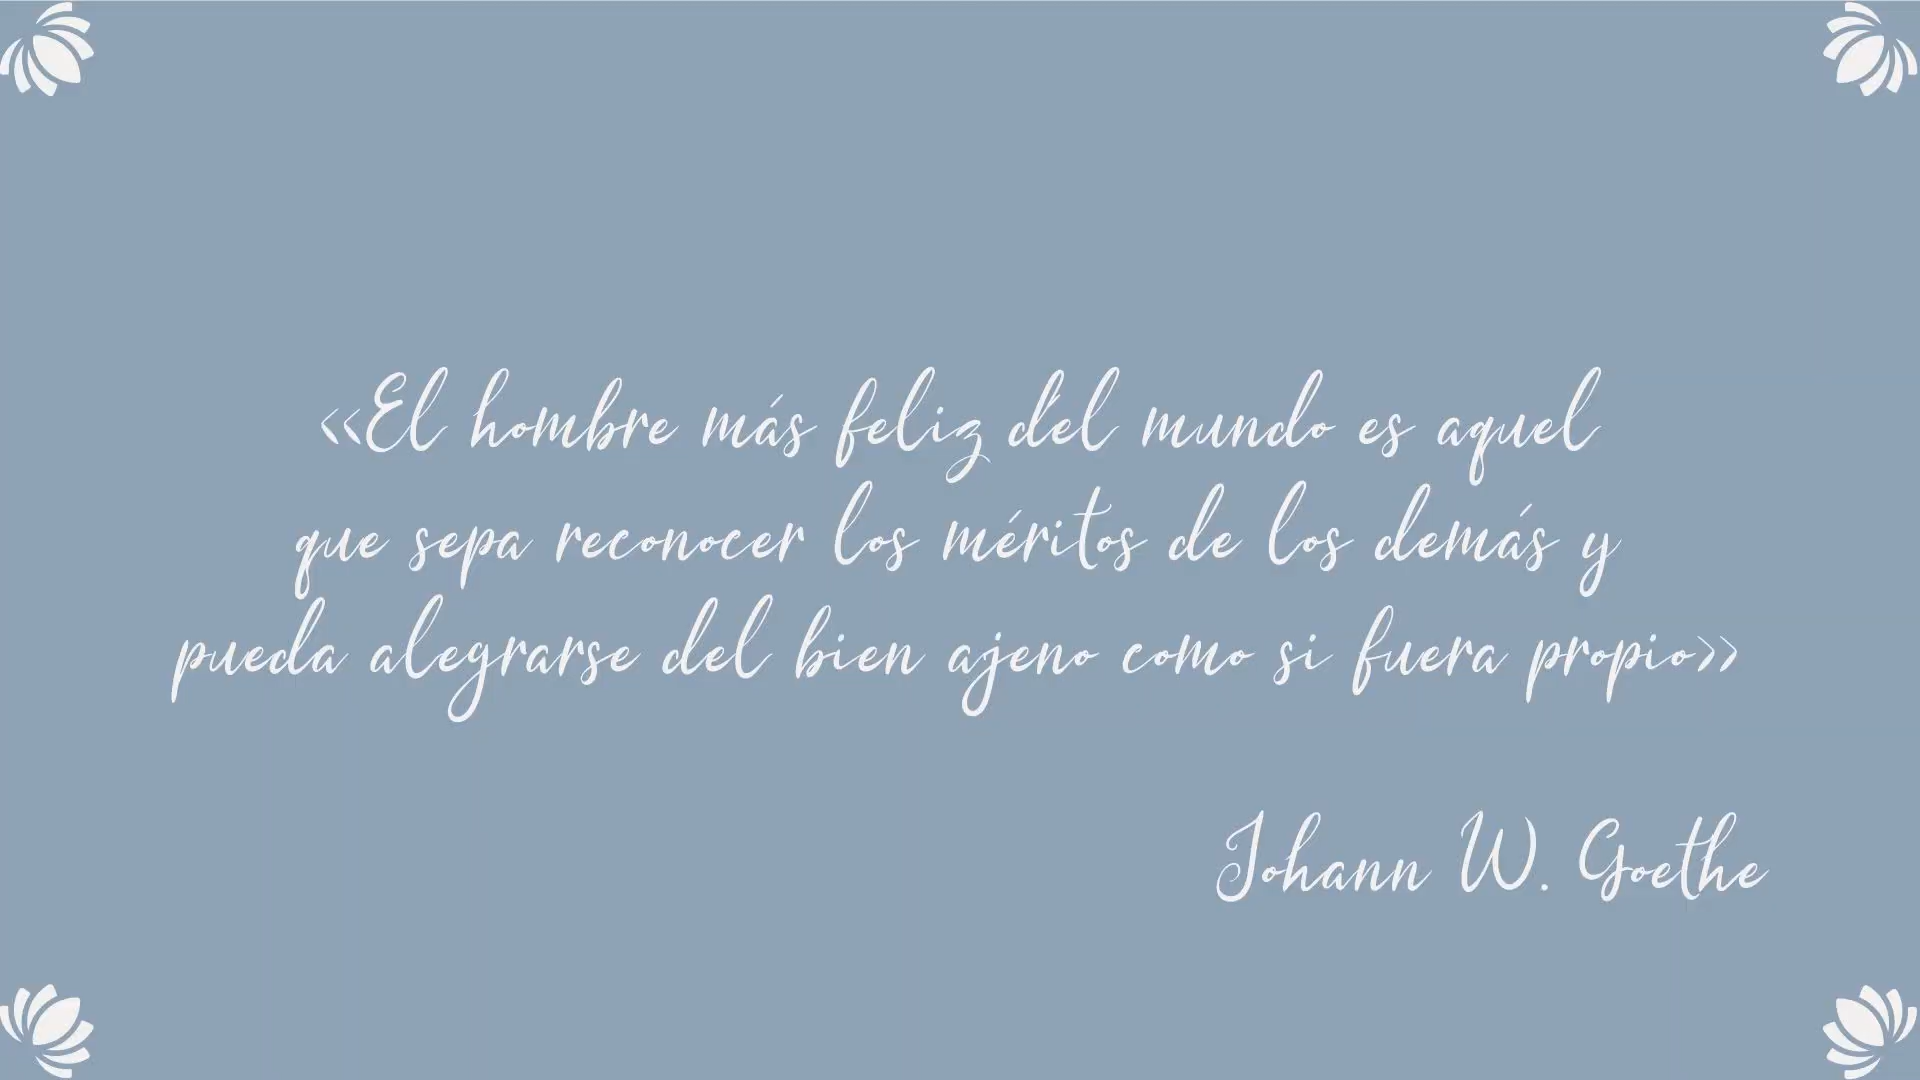 <<El hombre más feliz del mundo es aquel
que sepa reconocer los méritos de los demás y
pueda alegrarse del bien ajeno como si fuera propio>>
Johann W. Goethe